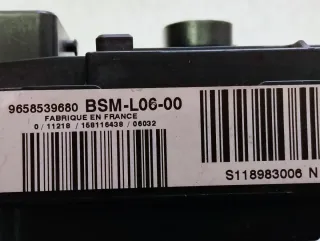 9658539680 BSM-L06-00
FABRIQUE EN FRANCE
0 / 11218 / 158116438 / 06032
S118983006 N